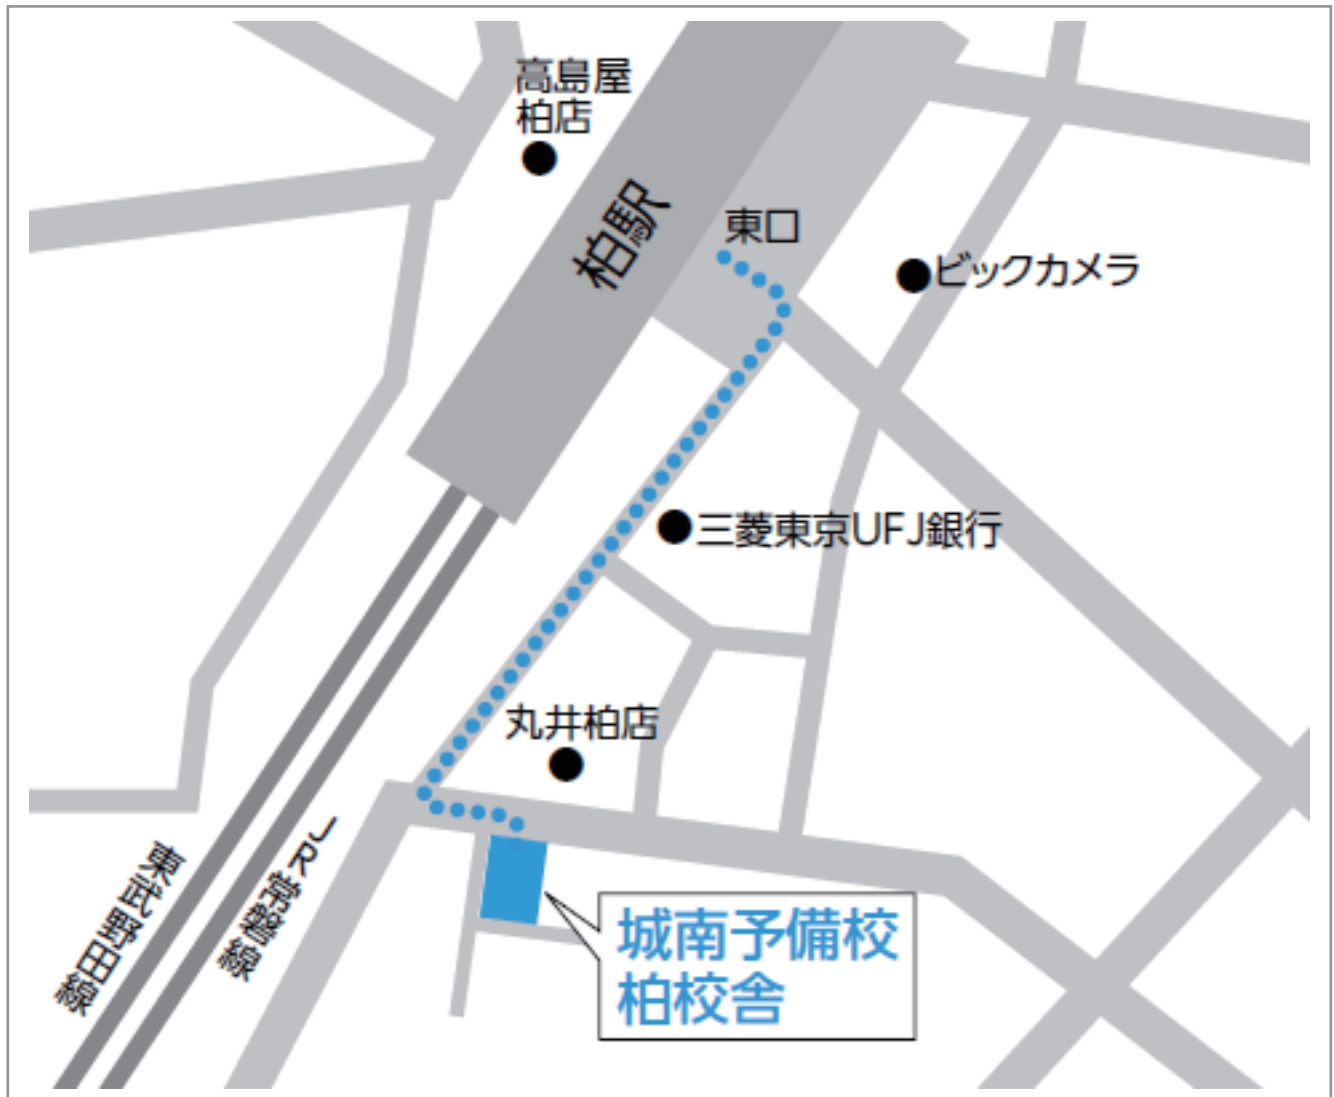 高島屋
柏店
柏駅
東口
ビックカメラ
三菱東京UFJ銀行
丸井柏店
JR常磐線
東武野田線
城南予備校
柏校舎